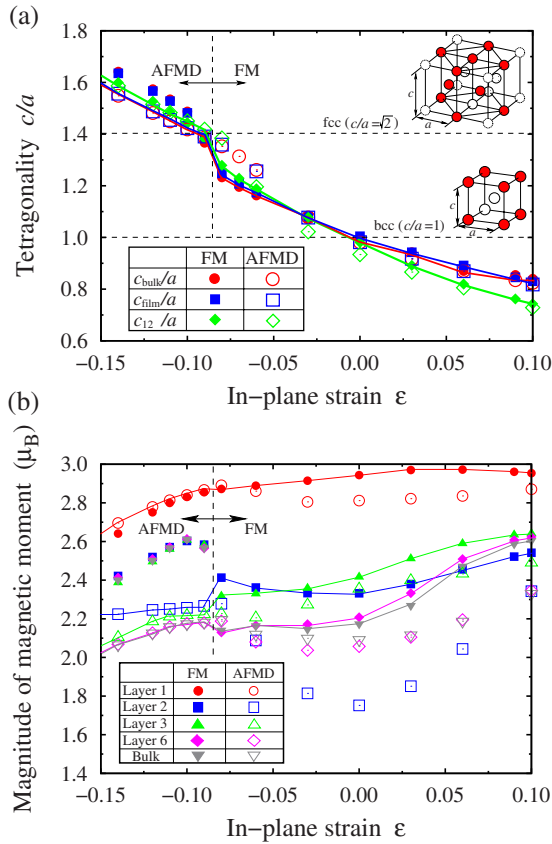 (a)
Tetragonality c/a
1.8
1.6
1.4
1.2
1.0
0.8
0.6
AFMD FM
fcc (c/a=√2)
c
a
bcc (c/a=1)
c
a
FM AFMD
c_bulk/a
c_film/a
c_12/a
−0.15 −0.10 −0.05 0.00 0.05 0.10
In−plane strain ε
(b)
Magnitude of magnetic moment (μ_B)
3.0
2.8
2.6
2.4
2.2
2.0
1.8
1.6
1.4
AFMD FM
FM AFMD
Layer 1
Layer 2
Layer 3
Layer 6
Bulk
−0.15 −0.10 −0.05 0.00 0.05 0.10
In−plane strain ε